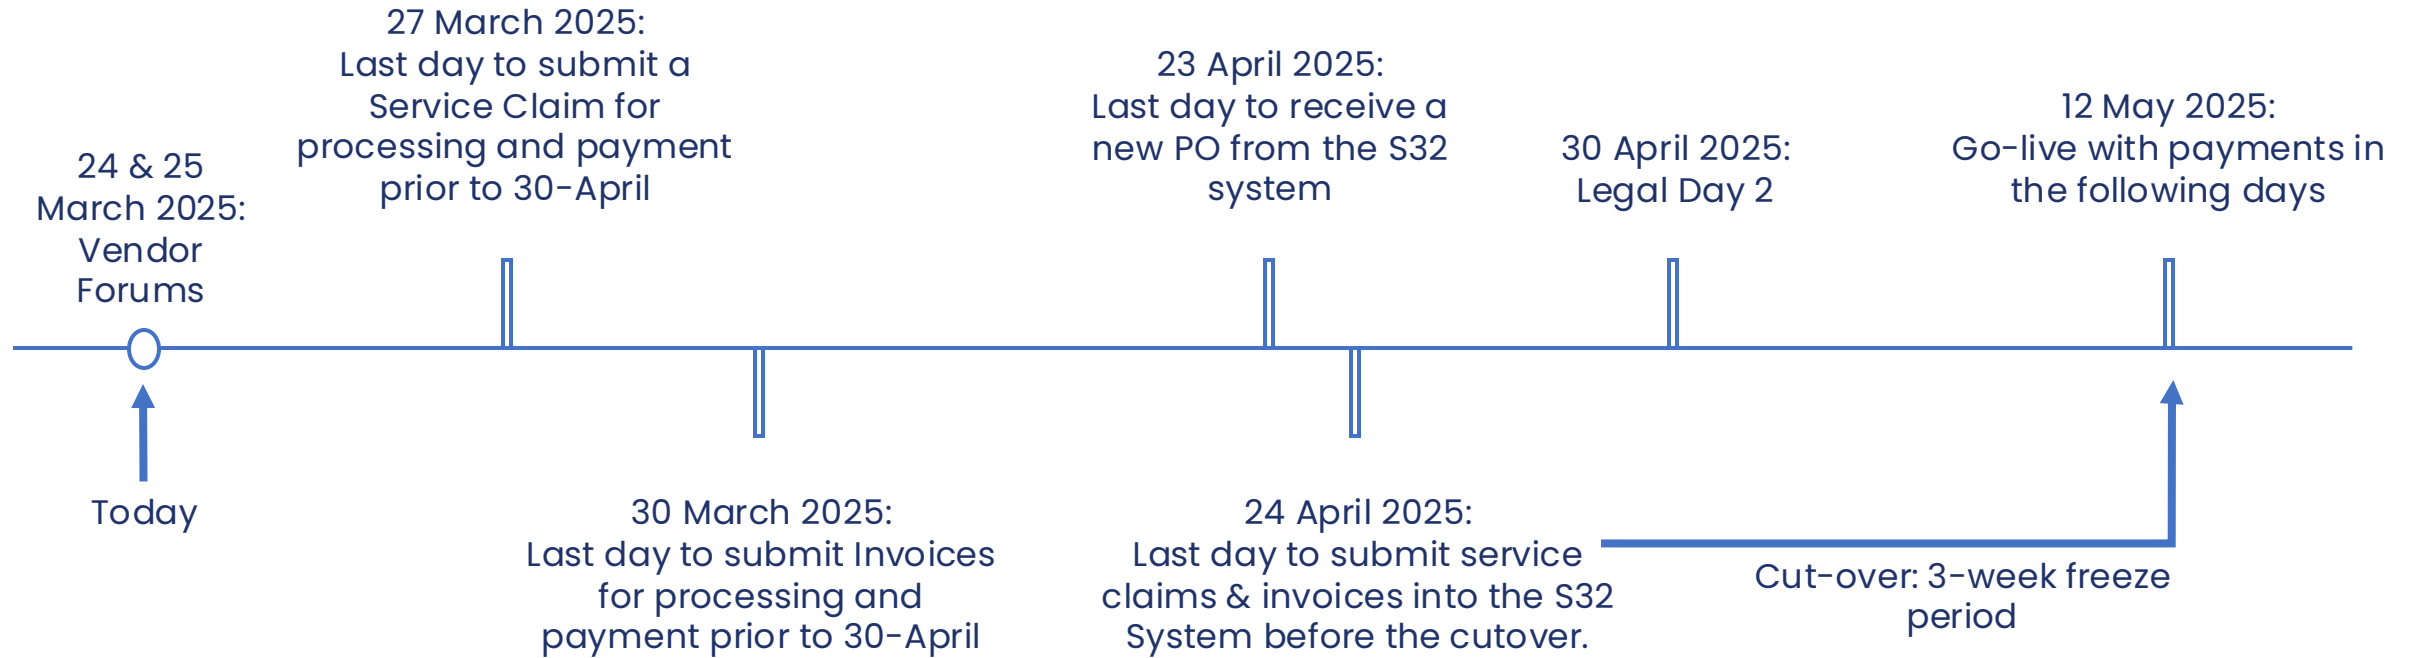 24 & 25
March 2025:
Vendor
Forums
Today
27 March 2025:
Last day to submit a
Service Claim for
processing and payment
prior to 30-April
30 March 2025:
Last day to submit Invoices
for processing and
payment prior to 30-April
23 April 2025:
Last day to receive a
new PO from the S32
system
24 April 2025:
Last day to submit service
claims & invoices into the S32
System before the cutover.
30 April 2025:
Legal Day 2
Cut-over: 3-week freeze
period
12 May 2025:
Go-live with payments in
the following days